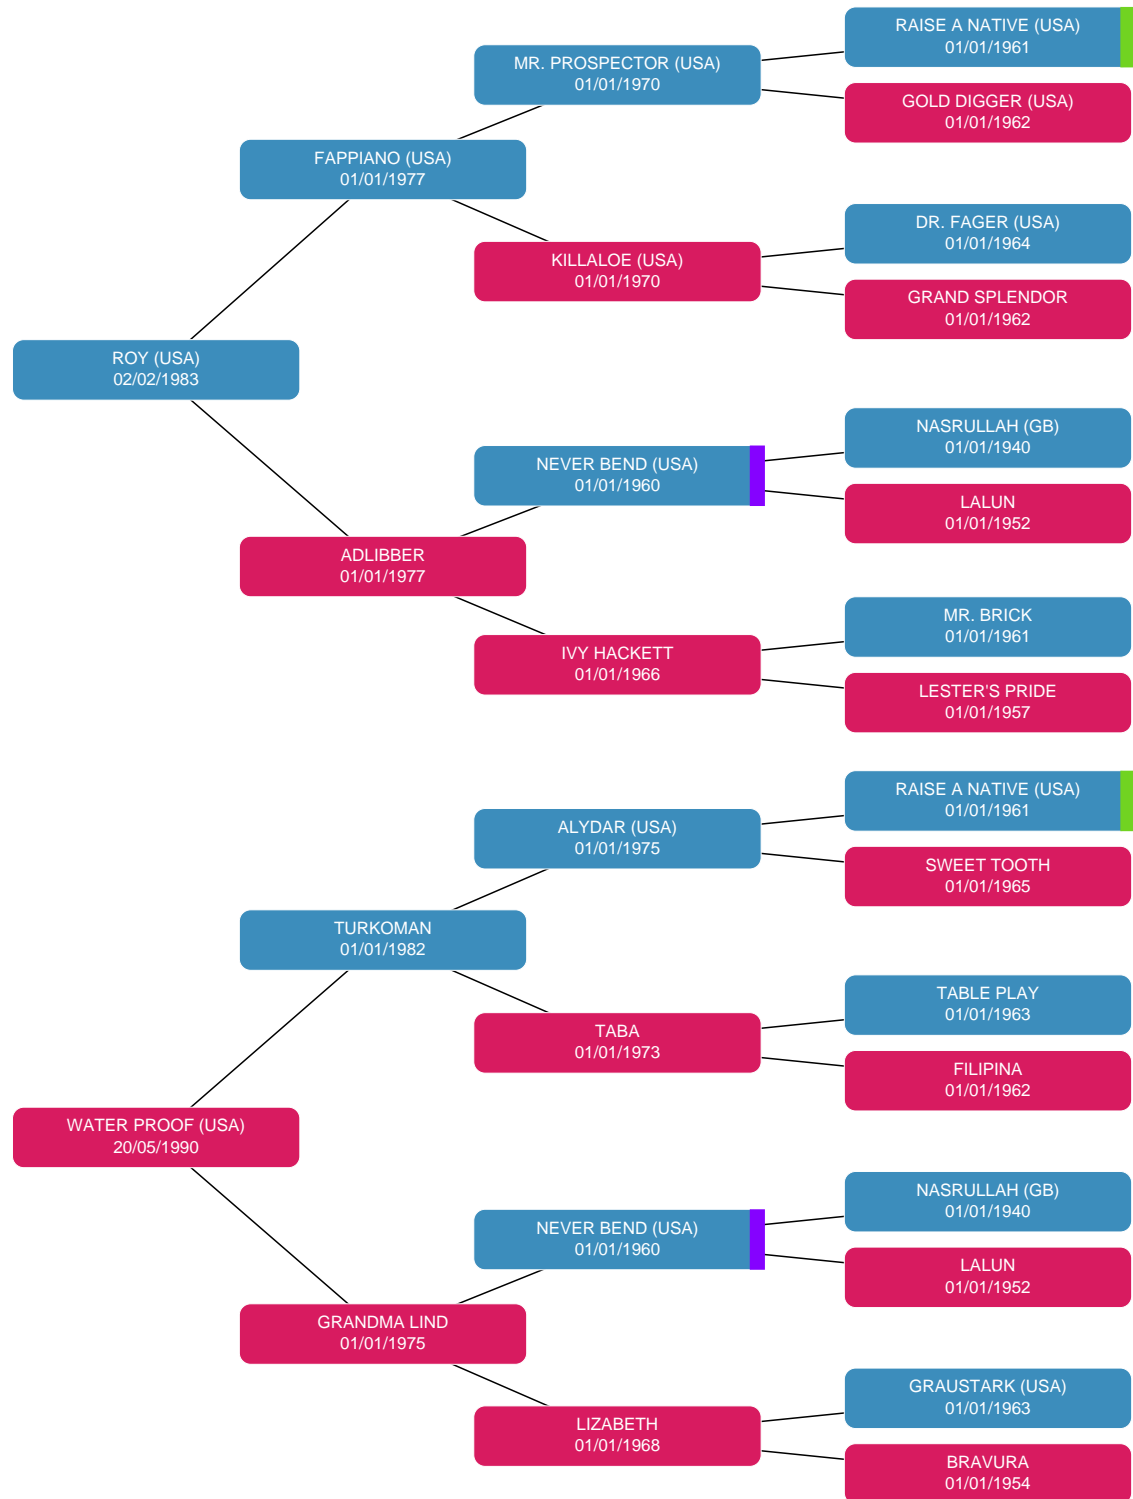 RAISE A NATIVE (USA)
01/01/1961
MR. PROSPECTOR (USA)
01/01/1970
GOLD DIGGER (USA)
01/01/1962
FAPPIANO (USA)
01/01/1977
DR. FAGER (USA)
01/01/1964
KILLALOE (USA)
01/01/1970
GRAND SPLENDOR
01/01/1962
ROY (USA)
02/02/1983
NASRULLAH (GB)
01/01/1940
NEVER BEND (USA)
01/01/1960
LALUN
01/01/1952
ADLIBBER
01/01/1977
MR. BRICK
01/01/1961
IVY HACKETT
01/01/1966
LESTER'S PRIDE
01/01/1957
RAISE A NATIVE (USA)
01/01/1961
ALYDAR (USA)
01/01/1975
SWEET TOOTH
01/01/1965
TURKOMAN
01/01/1982
TABLE PLAY
01/01/1963
TABA
01/01/1973
FILIPINA
01/01/1962
WATER PROOF (USA)
20/05/1990
NASRULLAH (GB)
01/01/1940
NEVER BEND (USA)
01/01/1960
LALUN
01/01/1952
GRANDMA LIND
01/01/1975
GRAUSTARK (USA)
01/01/1963
LIZABETH
01/01/1968
BRAVURA
01/01/1954